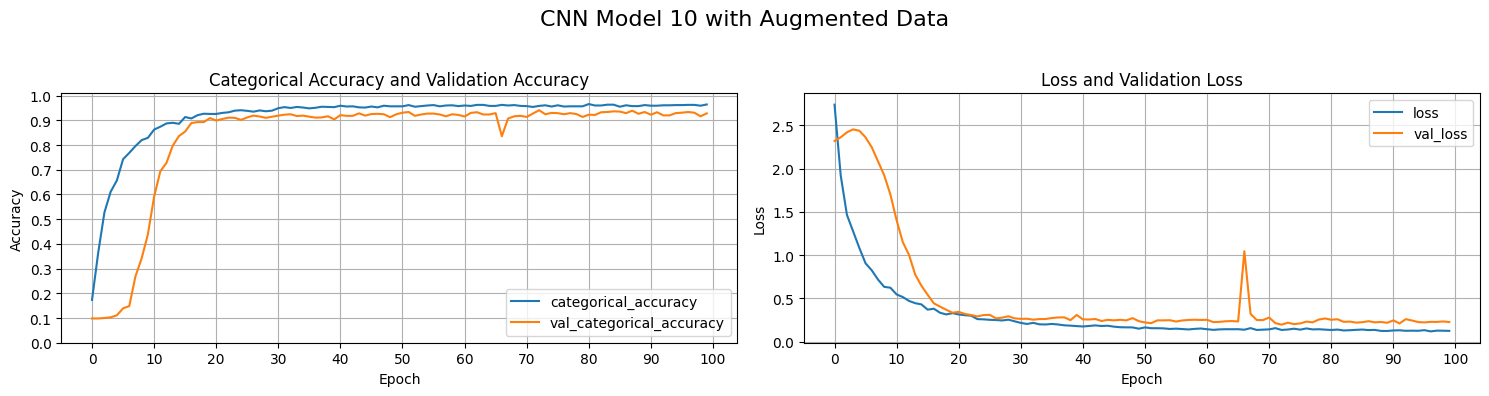 CNN Model 10 with Augmented Data
Categorical Accuracy and Validation Accuracy
1.0
0.9
0.8
0.7
0.6
0.5
0.4
0.3
0.2
0.1
0.0
Accuracy
categorical_accuracy
val_categorical_accuracy
0 10 20 30 40 50 60 70 80 90 100
Epoch
Loss and Validation Loss
2.5
2.0
1.5
1.0
0.5
0.0
Loss
loss
val_loss
0 10 20 30 40 50 60 70 80 90 100
Epoch